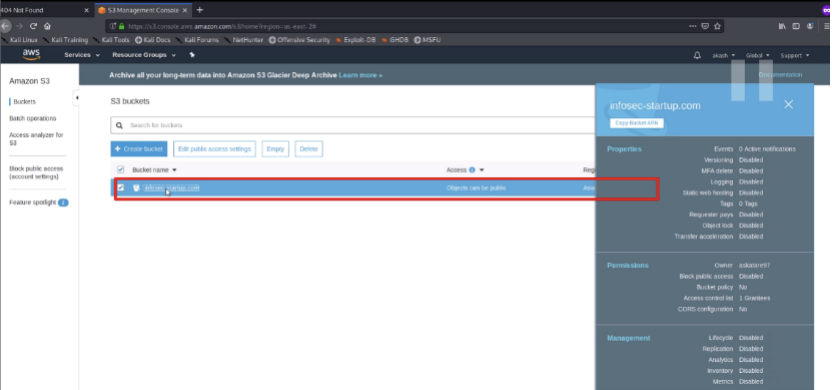 404 Not Found
S3 Management Console
https://s3.console.aws.amazon.com/s3/home?region=us-east-2#
Kali Linux Kali Training Kali Tools Kali Docs Kali Forums NetHunter Offensive Security Exploit-DB GHDB MSFU
aws Services Resource Groups akash Global Support
Amazon S3
Archive all your long-term data into Amazon S3 Glacier Deep Archive Learn more »
Documentation
Buckets
Batch operations
Access analyzer for
S3
Block public access
(account settings)
Feature spotlight 2
S3 buckets
Search for buckets
+ Create bucket Edit public access settings Empty Delete
Bucket name Access Reg
infosec-startup.com Objects can be public Asia
infosec-startup.com
Copy Bucket ARN
Properties
Events 0 Active notifications
Versioning Disabled
MFA delete Disabled
Logging Disabled
Static web hosting Disabled
Tags 0 Tags
Requester pays Disabled
Object lock Disabled
Transfer acceleration Disabled
Permissions
Owner
Block public access Disabled
Bucket policy No
Access control list 1 Grantees
CORS configuration No
Management
Lifecycle Disabled
Replication Disabled
Analytics Disabled
Inventory Disabled
Metrics Disabled